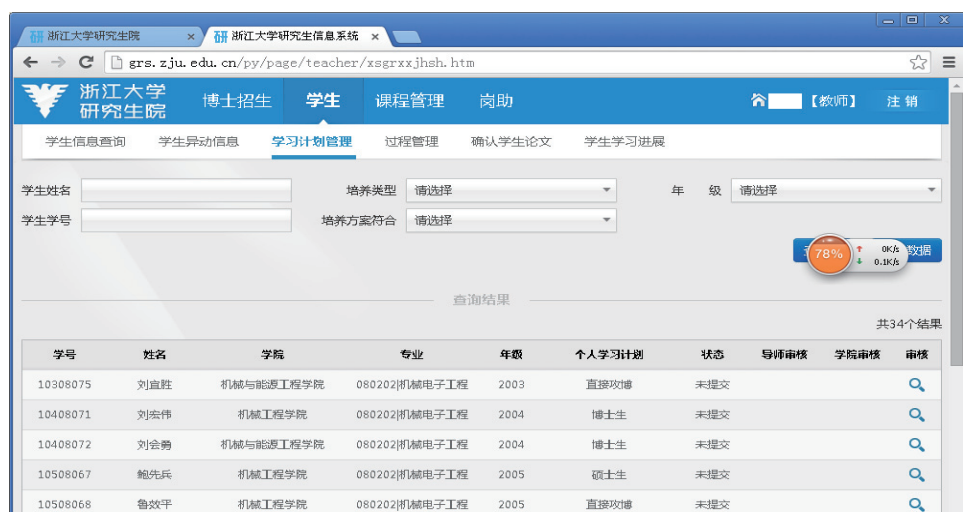 浙江大学研究生院 × 浙江大学研究生信息系统 ×
grs.zju.edu.cn/py/page/teacher/xsgrxxjhsh.htm
浙江大学
研究生院
博士招生 学生 课程管理 岗助 【教师】 注 销
学生信息查询 学生异动信息 学习计划管理 过程管理 确认学生论文 学生学习进展
学生姓名 培养类型 请选择 年 级 请选择
学生学号 培养方案符合 请选择
78% 0K/s 0.1K/s 数据
查询结果
共34个结果
学号 姓名 学院 专业 年级 个人学习计划 状态 导师审核 学院审核 审核
10308075 刘宜胜 机械与能源工程学院 080202|机械电子工程 2003 直接攻博 未提交
10408071 刘宏伟 机械工程学院 080202|机械电子工程 2004 博士生 未提交
10408072 刘会勇 机械与能源工程学院 080202|机械电子工程 2004 博士生 未提交
10508067 鲍先兵 机械工程学院 080202|机械电子工程 2005 硕士生 未提交
10508068 鲁效平 机械工程学院 080202|机械电子工程 2005 直接攻博 未提交